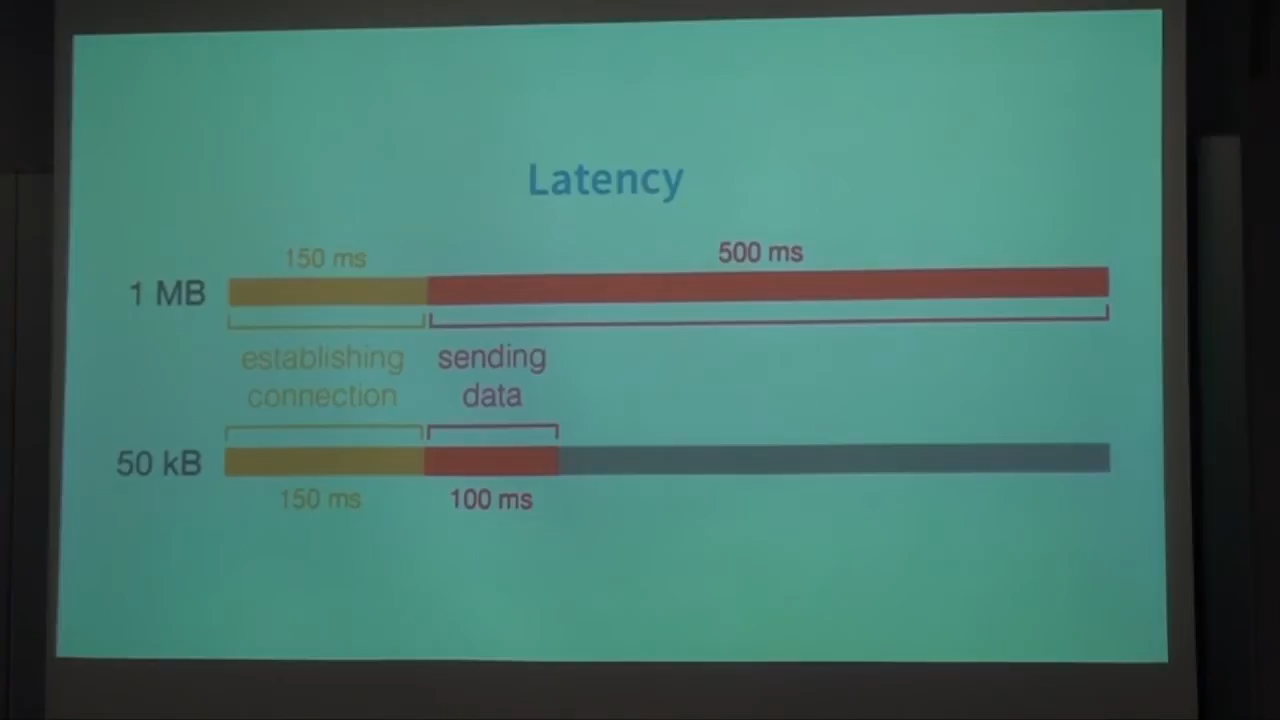 Latency
150 ms
500 ms
1 MB
establishing
connection
sending
data
50 kB
150 ms
100 ms